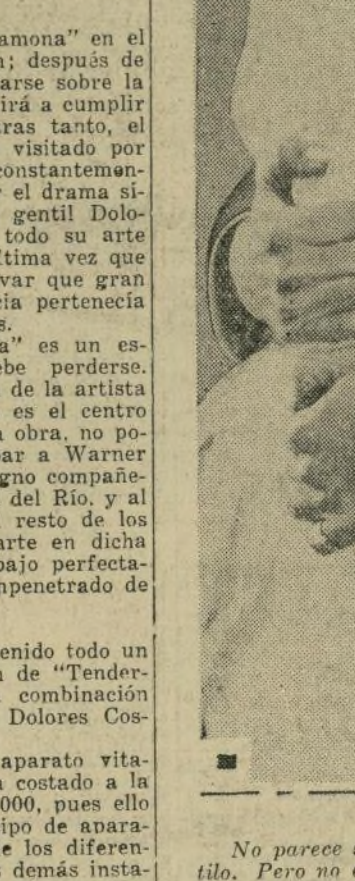 amona" en el
; después de
arse sobre la
irá a cumplir
ras tanto, el
visitado por
constantemen-
el drama si-
gentil Dolo-
todo su arte
ltima vez que
var que gran
cia pertenecía
s.
a" es un es-
ebe perderse.
de la artista
es el centro
a obra, no po-
ar a Warner
gno compañe-
del Río, y al
resto de los
arte en dicha
bajo perfecta-
mpenetrado de
enido todo un
n de "Tender-
combinación
Dolores Cos-
aparato vita-
costado a la
000, pues ello
ipo de apara-
e los diferen-
s demás insta-
No parece
tilo. Pero no